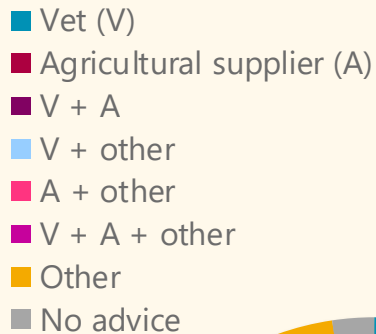 Vet (V)
Agricultural supplier (A)
V + A
V + other
A + other
V + A + other
Other
No advice